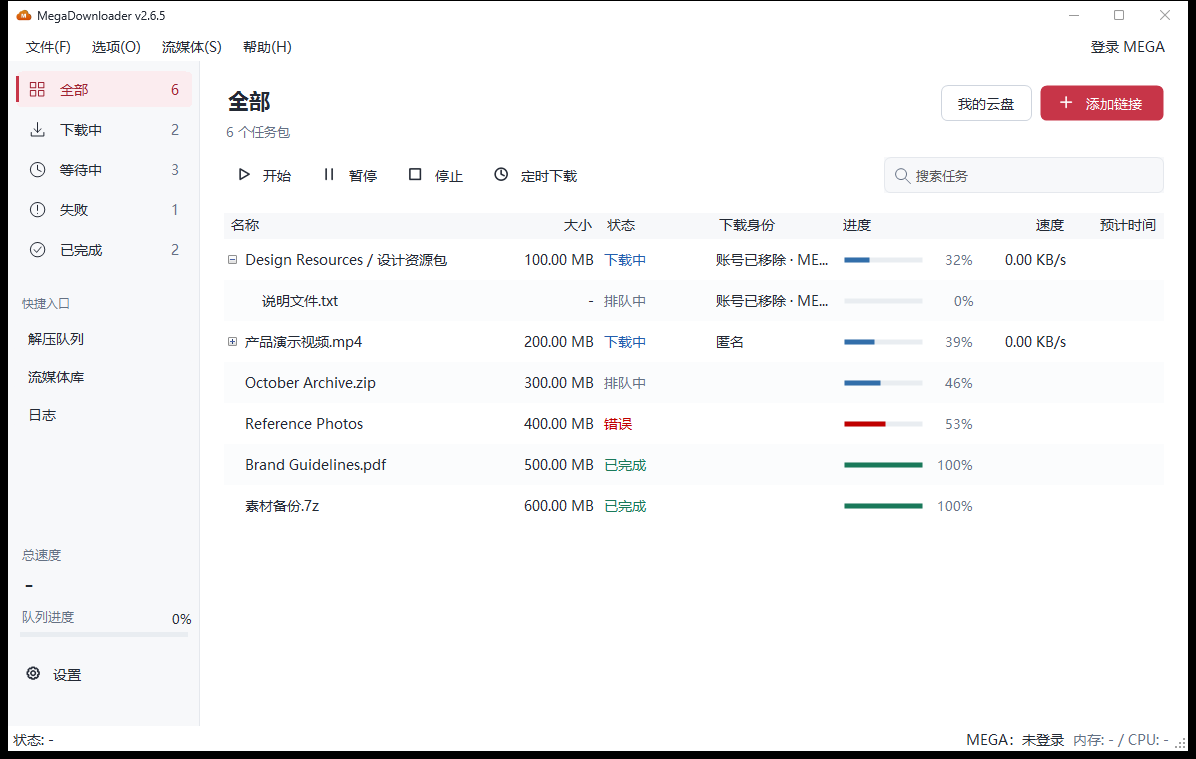 MegaDownloader v2.6.5
文件(F) 选项(O) 流媒体(S) 帮助(H) 登录 MEGA
全部 6
下载中 2
等待中 3
失败 1
已完成 2
快捷入口
解压队列
流媒体库
日志
总速度
-
队列进度 0%
设置
全部
6 个任务包
我的云盘
添加链接
开始 暂停 停止 定时下载
搜索任务
名称 大小 状态 下载身份 进度 速度 预计时间
Design Resources / 设计资源包 100.00 MB 下载中 账号已移除 · ME... 32% 0.00 KB/s
说明文件.txt - 排队中 账号已移除 · ME... 0%
产品演示视频.mp4 200.00 MB 下载中 匿名 39% 0.00 KB/s
October Archive.zip 300.00 MB 排队中 46%
Reference Photos 400.00 MB 错误 53%
Brand Guidelines.pdf 500.00 MB 已完成 100%
素材备份.7z 600.00 MB 已完成 100%
状态: -
MEGA：未登录 内存: - / CPU: -